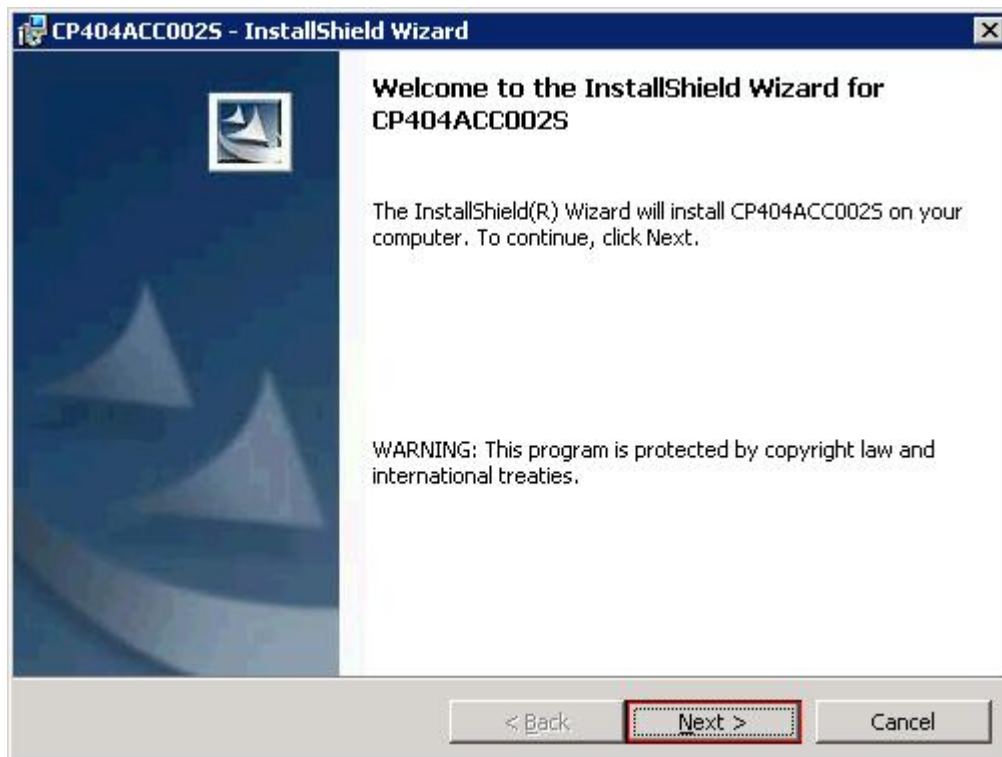 CP404ACC002S - InstallShield Wizard
Welcome to the InstallShield Wizard for
CP404ACC002S
The InstallShield(R) Wizard will install CP404ACC002S on your
computer. To continue, click Next.
WARNING: This program is protected by copyright law and
international treaties.
< Back
Next >
Cancel